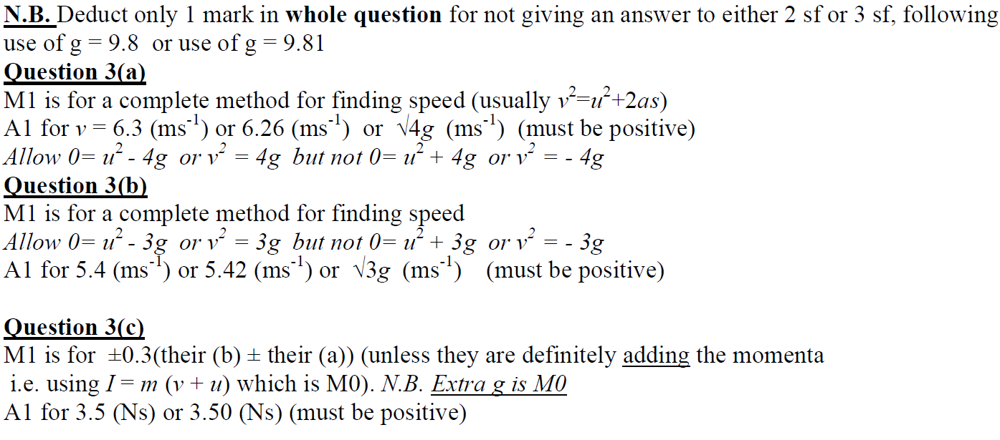 N.B. Deduct only 1 mark in whole question for not giving an answer to either 2 sf or 3 sf, following
use of g = 9.8 or use of g = 9.81
Question 3(a)
M1 is for a complete method for finding speed (usually v²=u²+2as)
A1 for v = 6.3 (ms⁻¹) or 6.26 (ms⁻¹) or √4g (ms⁻¹) (must be positive)
Allow 0= u² - 4g or v² = 4g but not 0= u² + 4g or v² = - 4g
Question 3(b)
M1 is for a complete method for finding speed
Allow 0= u² - 3g or v² = 3g but not 0= u² + 3g or v² = - 3g
A1 for 5.4 (ms⁻¹) or 5.42 (ms⁻¹) or √3g (ms⁻¹) (must be positive)
Question 3(c)
M1 is for ±0.3(their (b) ± their (a)) (unless they are definitely adding the momenta
i.e. using I = m (v + u) which is M0). N.B. Extra g is M0
A1 for 3.5 (Ns) or 3.50 (Ns) (must be positive)